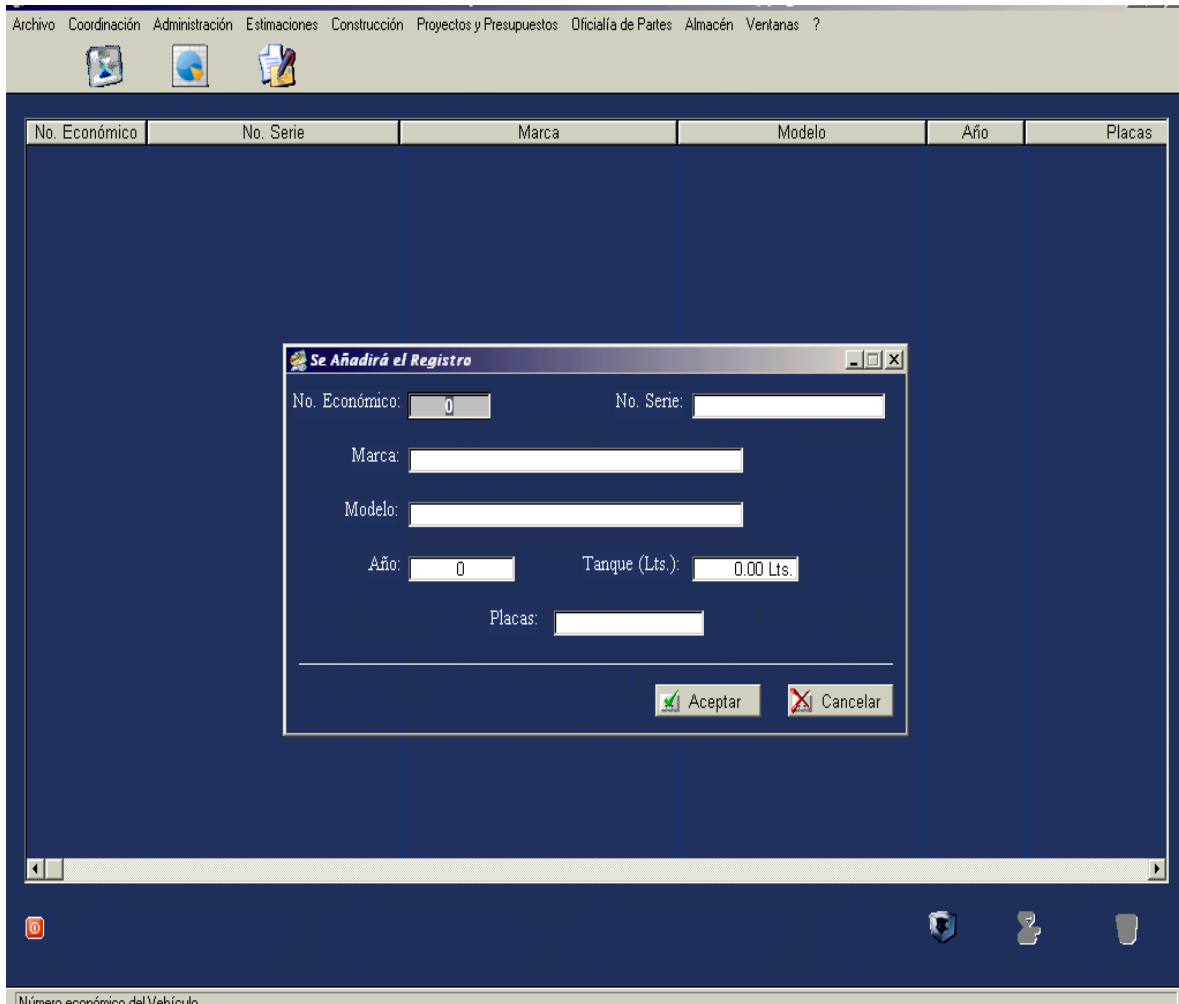 Archivo Coordinación Administración Estimaciones Construcción Proyectos y Presupuestos Oficialía de Partes Almacén Ventanas ?
No. Económico No. Serie Marca Modelo Año Placas
Se Añadirá el Registro
No. Económico: 0 No. Serie:
Marca:
Modelo:
Año: 0 Tanque (Lts.): 0.00 Lts.
Placas:
Aceptar Cancelar
Número económico del Vehículo